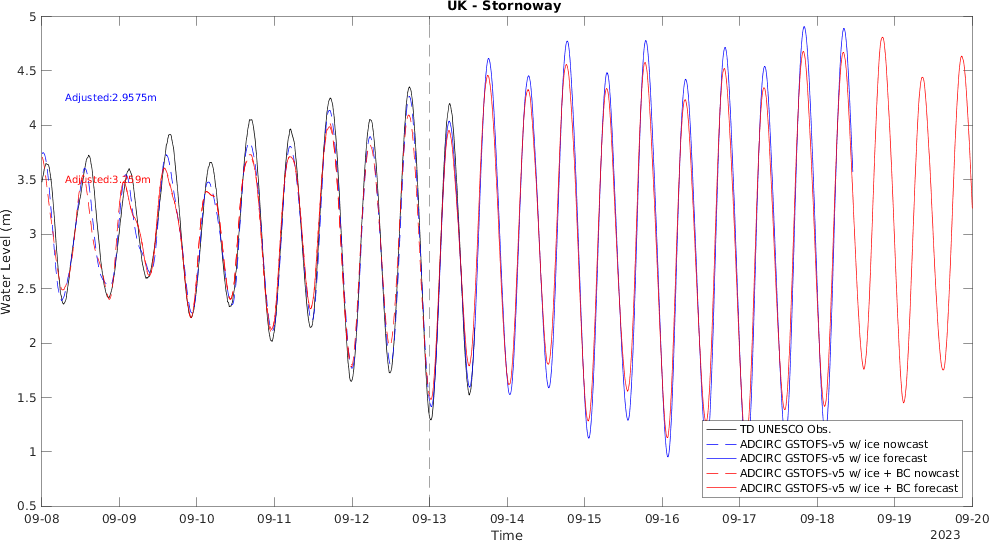 UK - Stornoway
5
4.5
Adjusted:2.9575m
4
3.5
Adjusted:3.259m
3
Water Level (m)
2.5
2
1.5
1
0.5
TD UNESCO Obs.
ADCIRC GSTOFS-v5 w/ ice nowcast
ADCIRC GSTOFS-v5 w/ ice forecast
ADCIRC GSTOFS-v5 w/ ice + BC nowcast
ADCIRC GSTOFS-v5 w/ ice + BC forecast
09-08 09-09 09-10 09-11 09-12 09-13 09-14 09-15 09-16 09-17 09-18 09-19 09-20
Time
2023